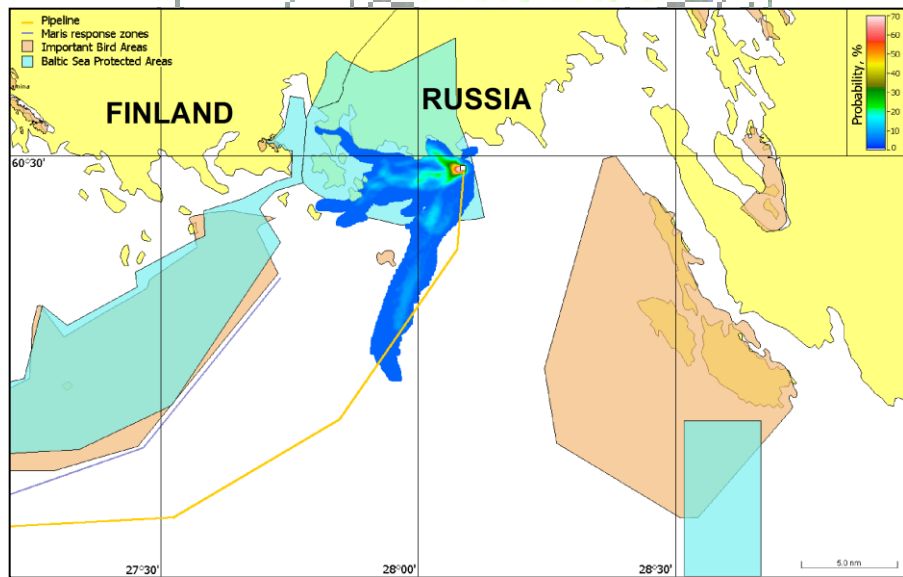 Pipeline
Maris response zones
Important Bird Areas
Baltic Sea Protected Areas
FINLAND
RUSSIA
Probability, %
70
60
50
40
30
20
10
0
60°30'
27°30'
28°00'
28°30'
5.0 nm